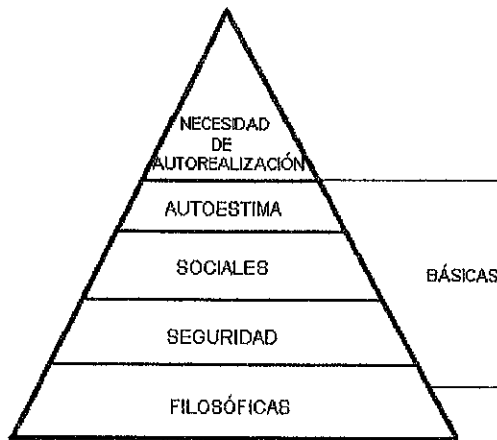 NECESIDAD
DE
AUTOREALIZACIÓN
AUTOESTIMA
SOCIALES
BÁSICAS
SEGURIDAD
FILOSÓFICAS